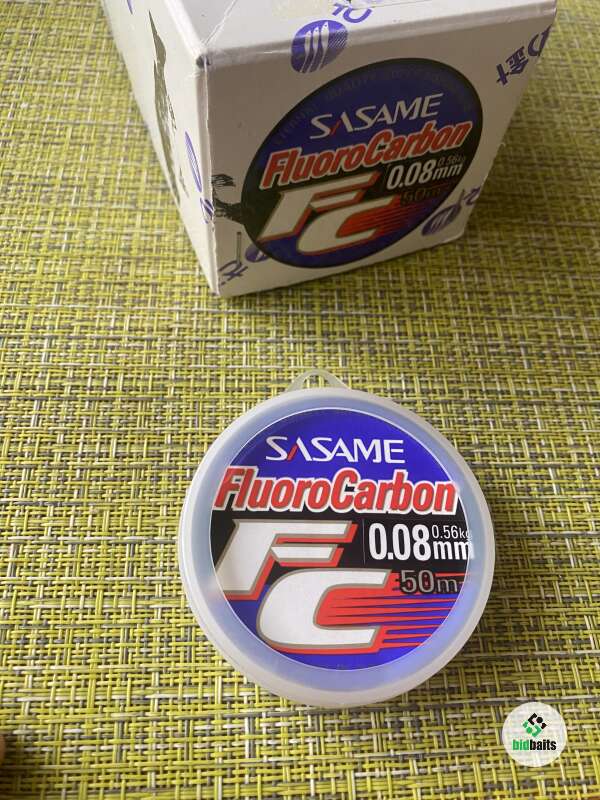 SASAME
FluoroCarbon
0.56kg
0.08mm
FC
50m
SASAME
FluoroCarbon
0.56kg
0.08mm
FC
50m
bidbaits